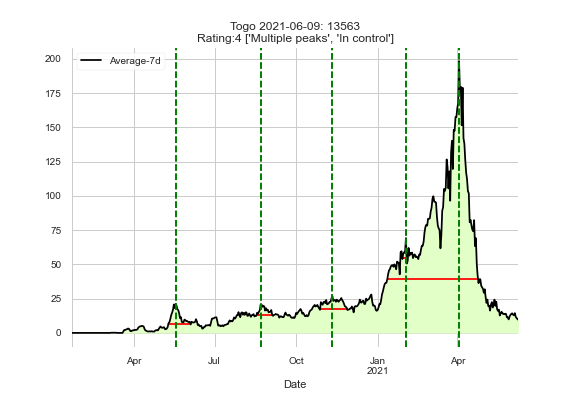 Togo 2021-06-09: 13563
Rating:4 ['Multiple peaks', 'In control']
Average-7d
200
175
150
125
100
75
50
25
0
Apr
Jul
Oct
Jan
2021
Apr
Date